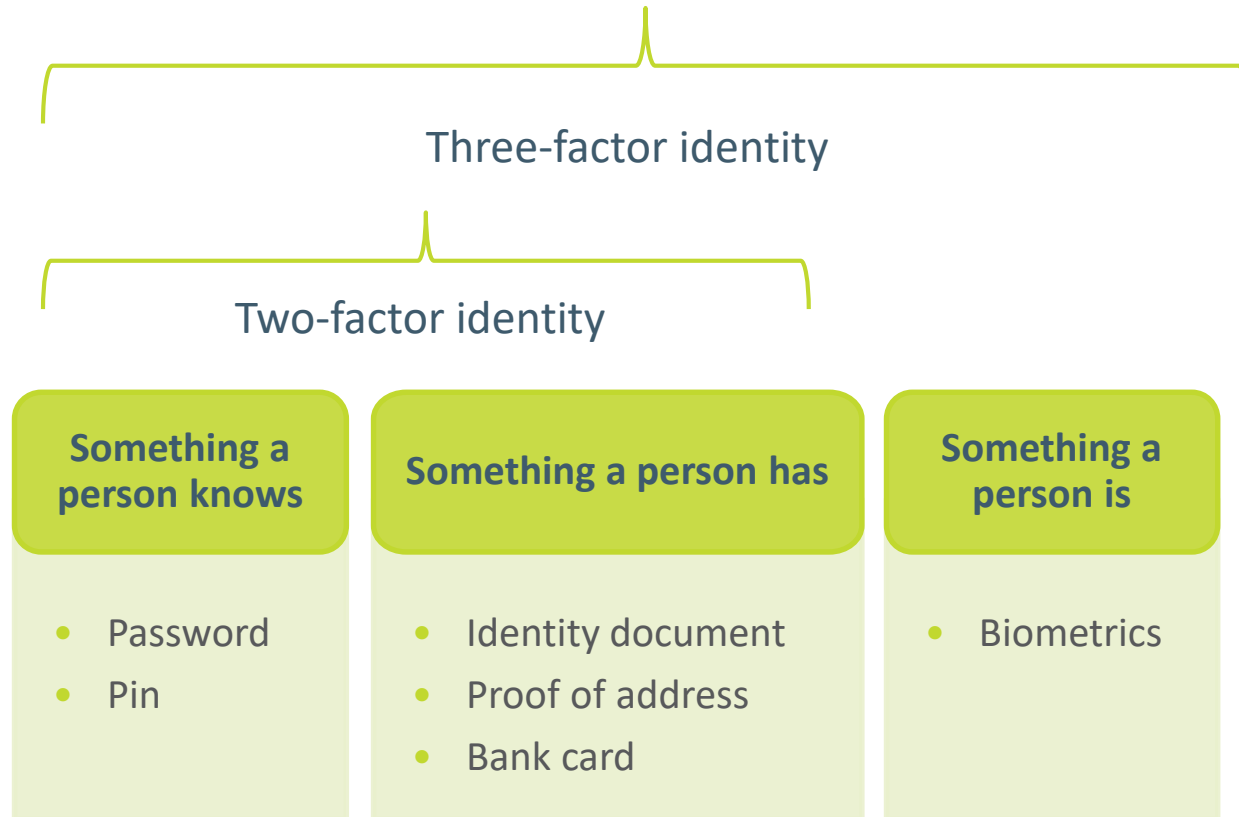 Three-factor identity
Two-factor identity
Something a
person knows
Something a person has
Something a
person is
• Password
• Pin
• Identity document
• Proof of address
• Bank card
• Biometrics